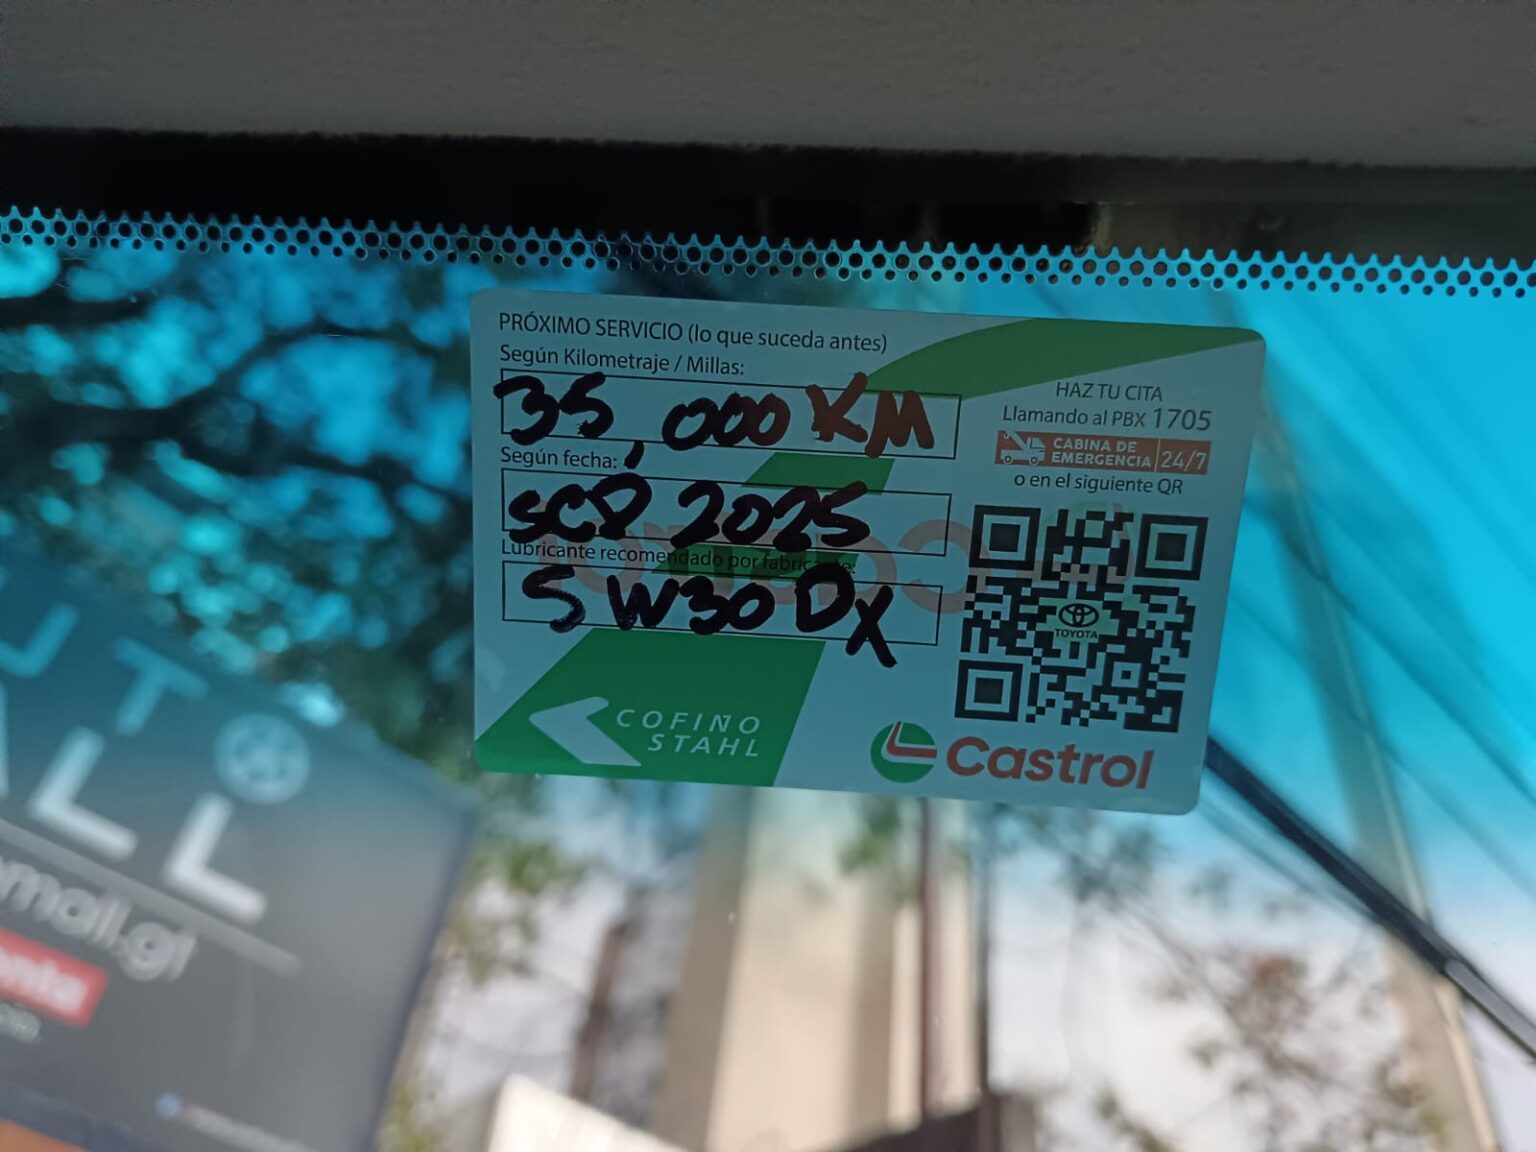 PRÓXIMO SERVICIO (lo que suceda antes)
Según Kilometraje / Millas:
35,000 KM
Según fecha:
SEP 2025
Lubricante recomendado por fabricante:
5W30 DX
COFIÑO
STAHL
HAZ TU CITA
Llamando al PBX 1705
CABINA DE
EMERGENCIA 24/7
o en el siguiente QR
TOYOTA
Castrol